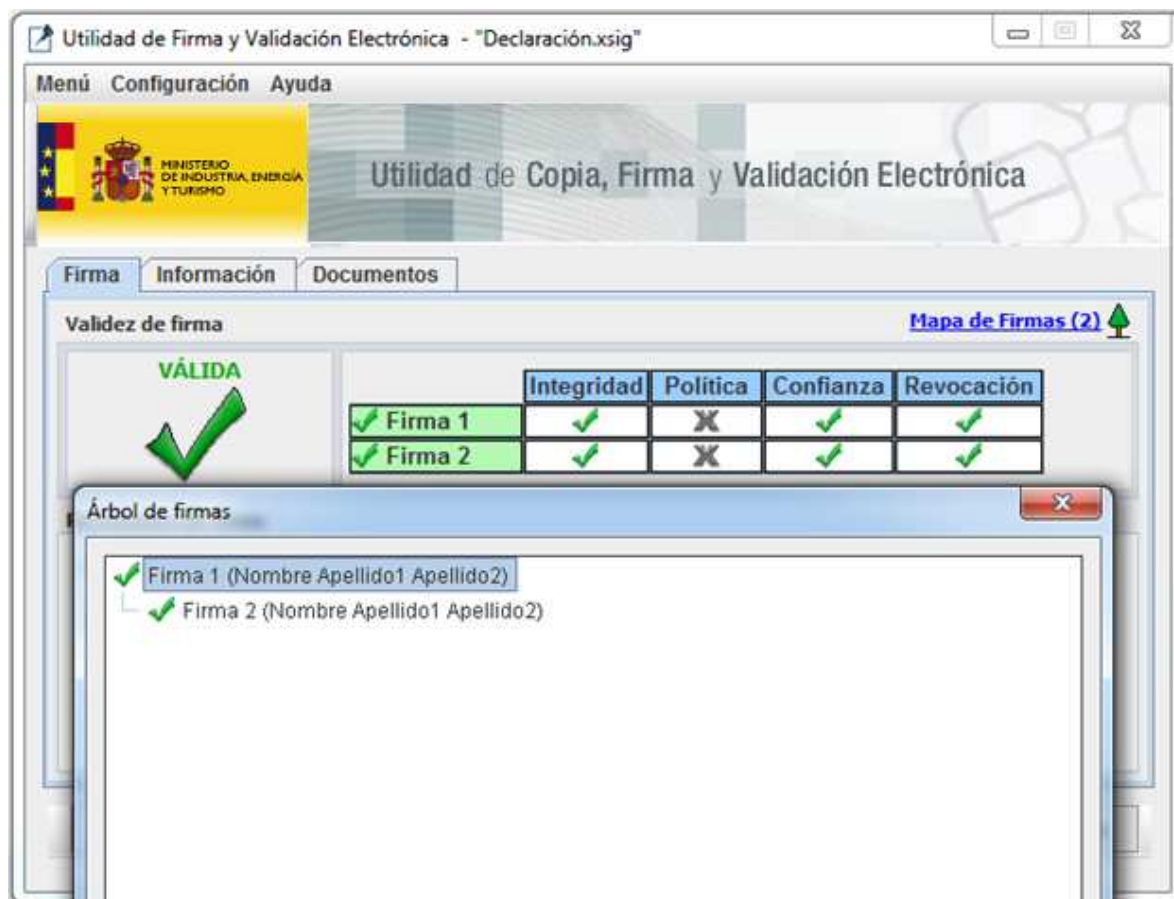 Utilidad de Firma y Validación Electrónica - "Declaración.xsig"
Menú Configuración Ayuda
MINISTERIO
DE INDUSTRIA, ENERGÍA
Y TURISMO
Utilidad de Copia, Firma y Validación Electrónica
Firma Información Documentos
Validez de firma
Mapa de Firmas (2)
VÁLIDA
Integridad Política Confianza Revocación
Firma 1
Firma 2
Árbol de firmas
Firma 1 (Nombre Apellido1 Apellido2)
Firma 2 (Nombre Apellido1 Apellido2)